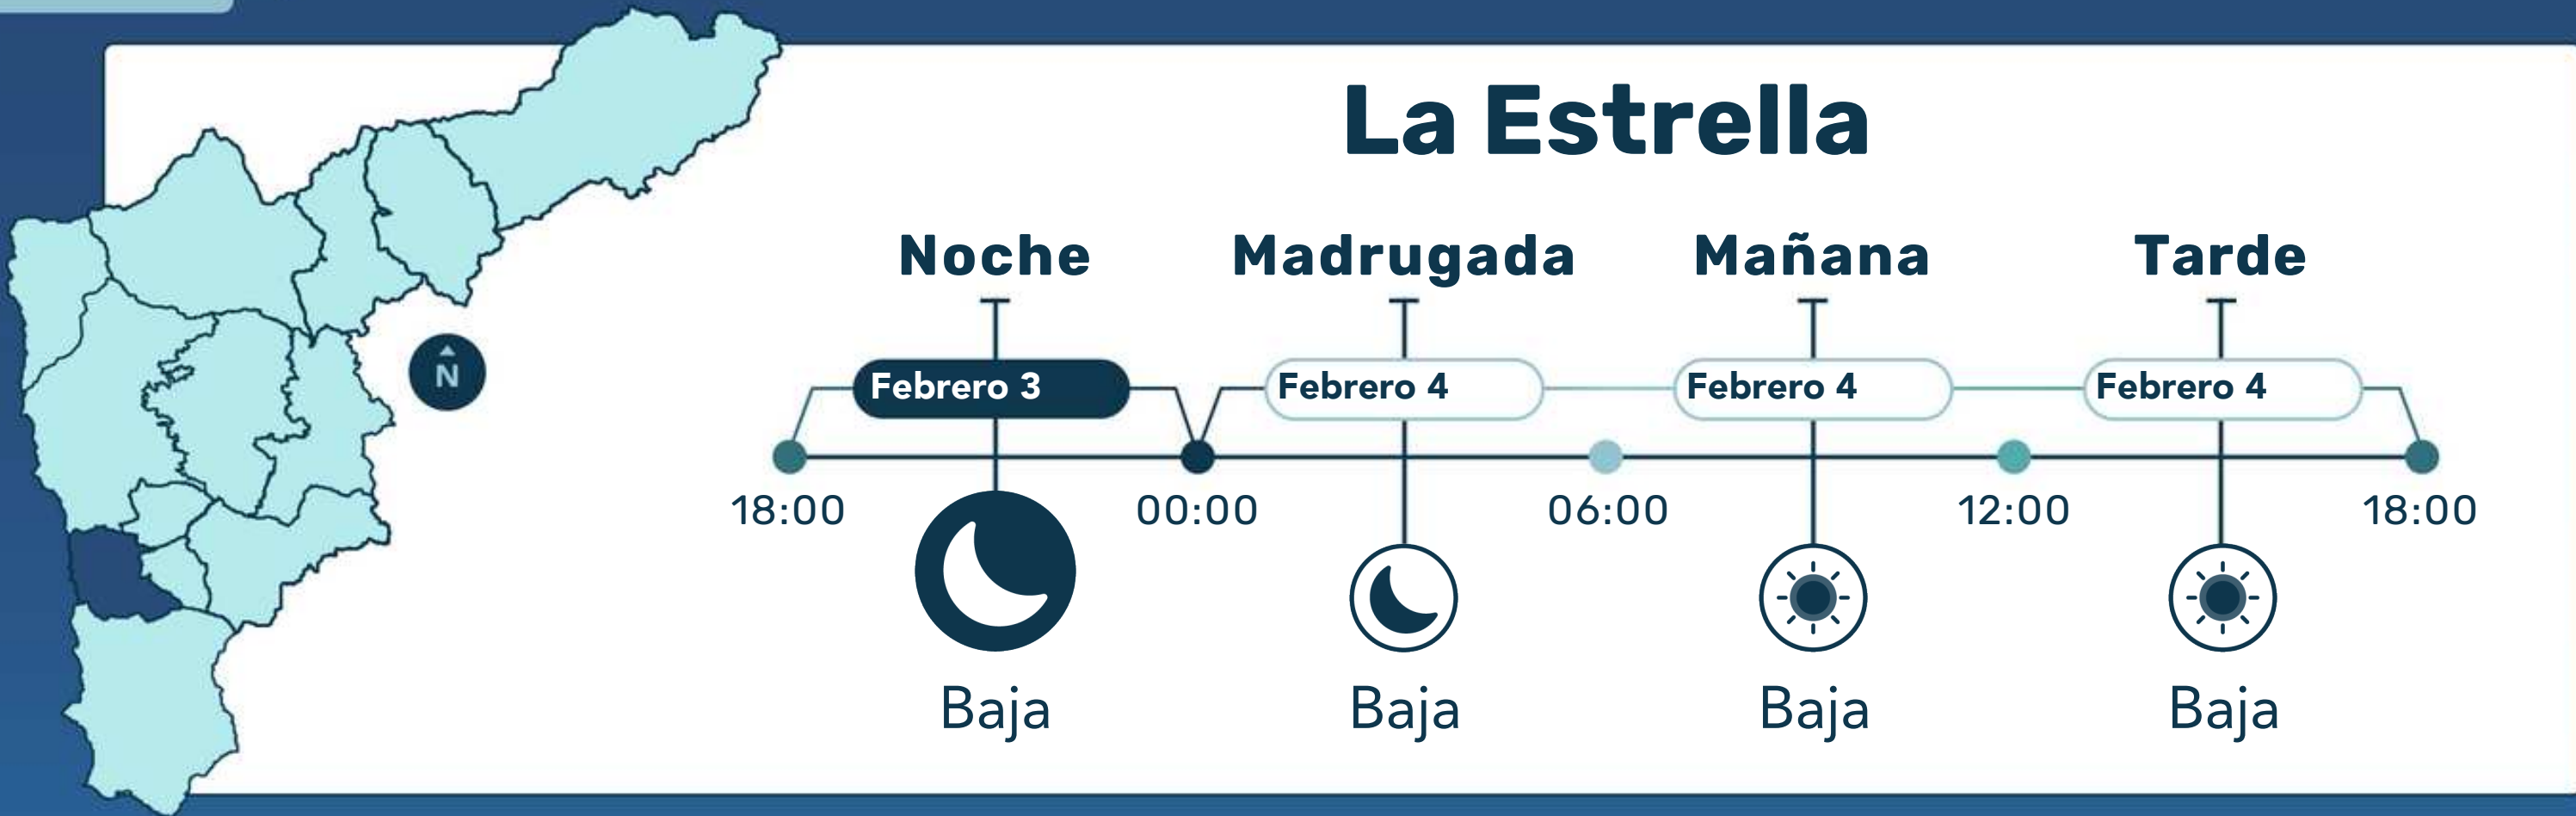 La Estrella
Noche Madrugada Mañana Tarde
N
Febrero 3 Febrero 4 Febrero 4 Febrero 4
18:00 00:00 06:00 12:00 18:00
Baja Baja Baja Baja